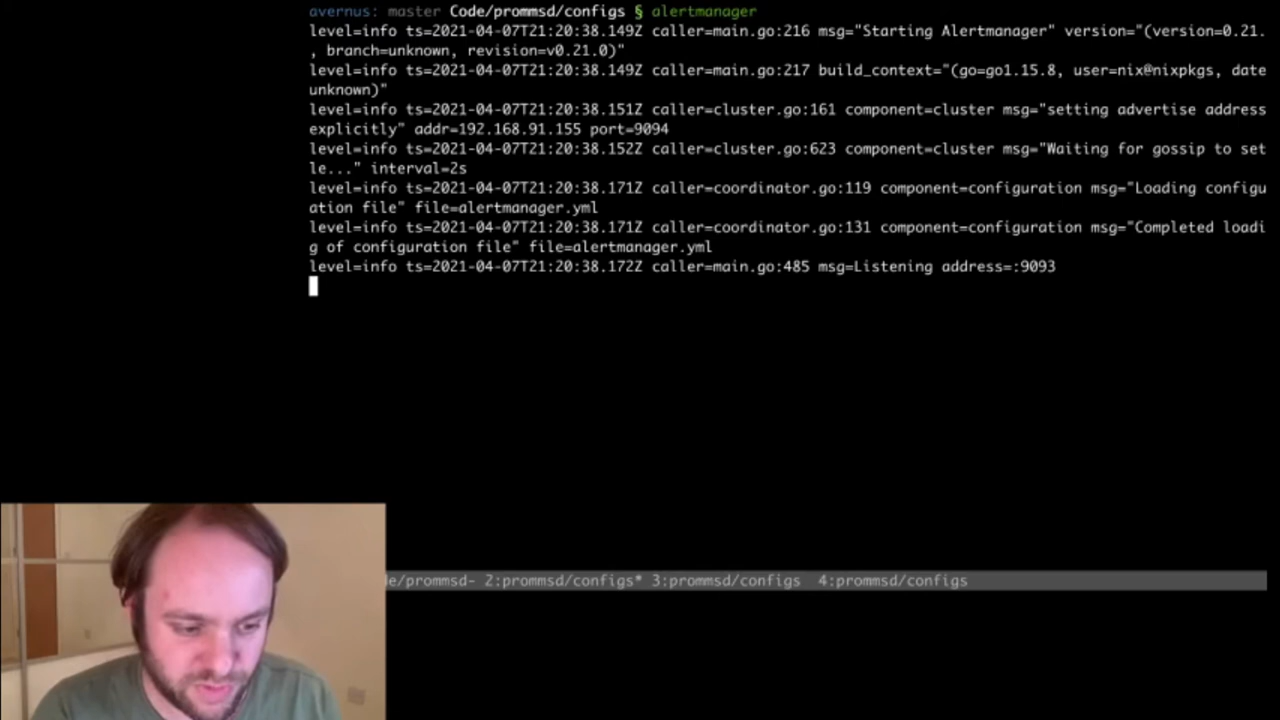 avernus: master Code/prommsd/configs § alertmanager
level=info ts=2021-04-07T21:20:38.149Z caller=main.go:216 msg="Starting Alertmanager" version="(version=0.21.
, branch=unknown, revision=v0.21.0)"
level=info ts=2021-04-07T21:20:38.149Z caller=main.go:217 build_context="(go=go1.15.8, user=nix@nixpkgs, date
unknown)"
level=info ts=2021-04-07T21:20:38.151Z caller=cluster.go:161 component=cluster msg="setting advertise address
explicitly" addr=192.168.91.155 port=9094
level=info ts=2021-04-07T21:20:38.152Z caller=cluster.go:623 component=cluster msg="Waiting for gossip to set
le..." interval=2s
level=info ts=2021-04-07T21:20:38.171Z caller=coordinator.go:119 component=configuration msg="Loading configu
ation file" file=alertmanager.yml
level=info ts=2021-04-07T21:20:38.171Z caller=coordinator.go:131 component=configuration msg="Completed loadi
g of configuration file" file=alertmanager.yml
level=info ts=2021-04-07T21:20:38.172Z caller=main.go:485 msg=Listening address=:9093
de/prommsd- 2:prommsd/configs* 3:prommsd/configs 4:prommsd/configs